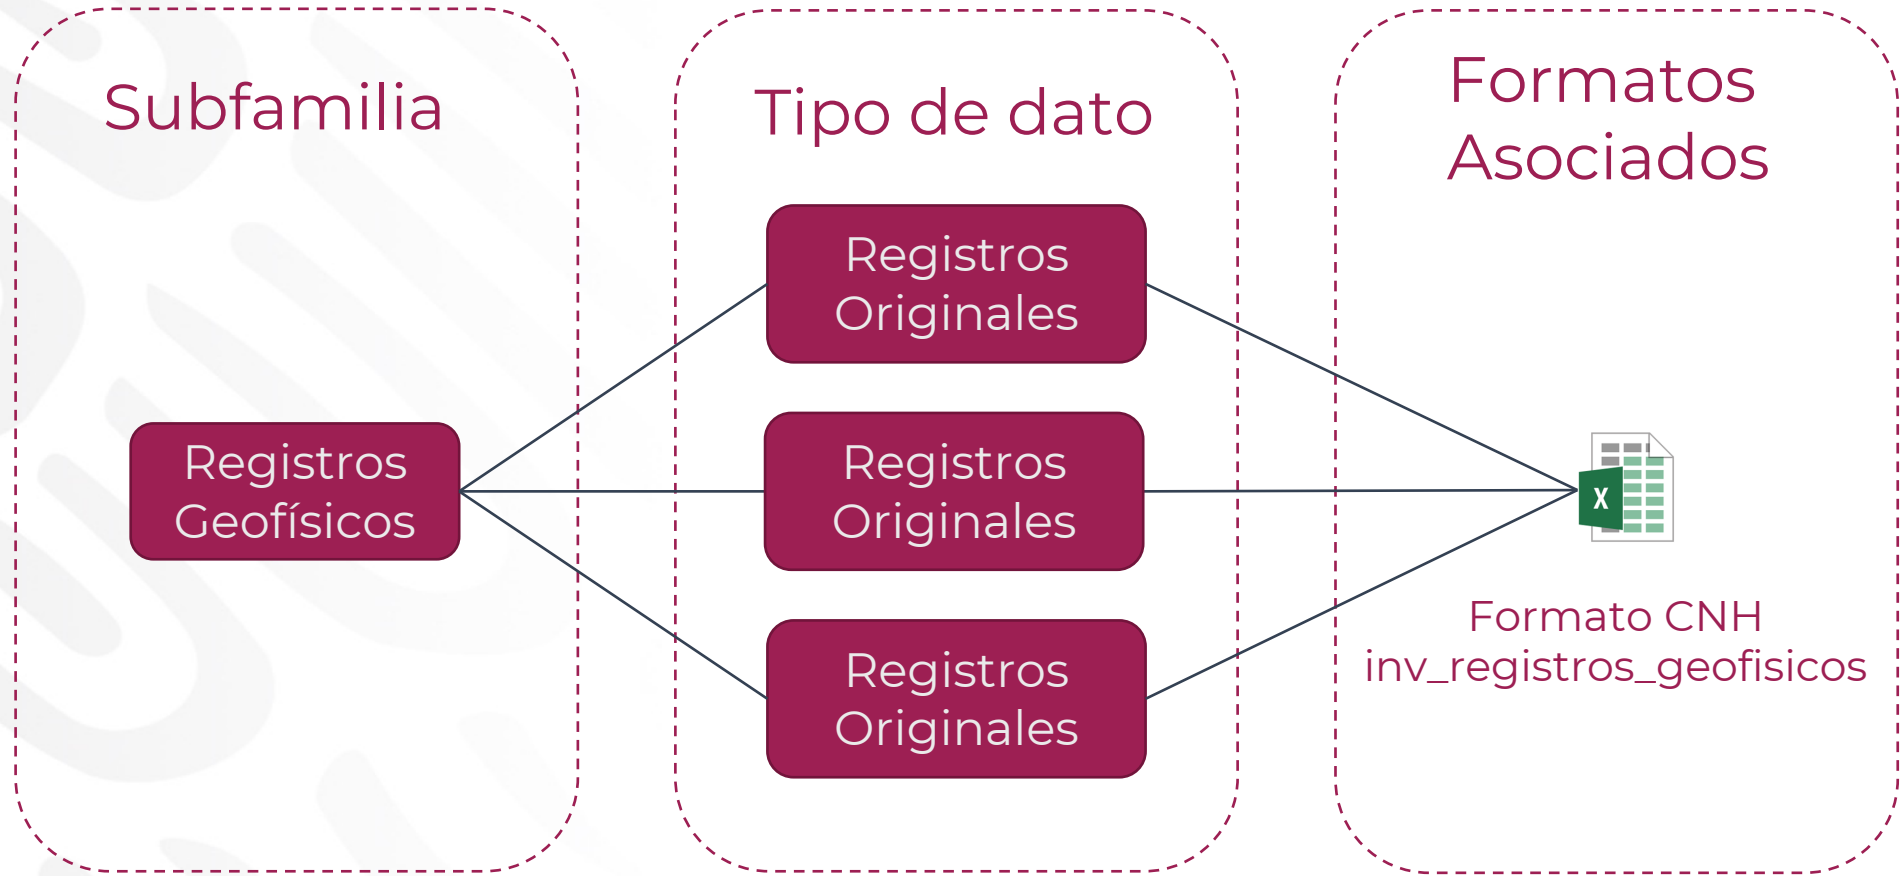 Subfamilia
Registros
Geofísicos
Tipo de dato
Registros
Originales
Registros
Originales
Registros
Originales
Formatos
Asociados
X
Formato CNH
inv_registros_geofisicos